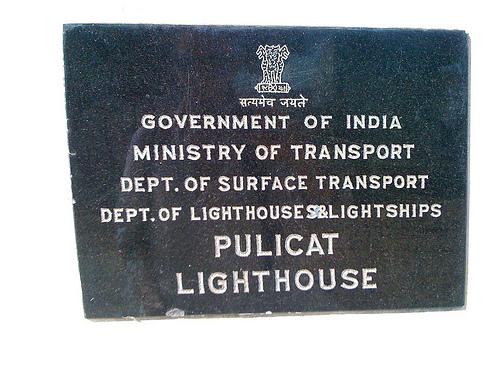 सत्यमेव जयते
GOVERNMENT OF INDIA
MINISTRY OF TRANSPORT
DEPT. OF SURFACE TRANSPORT
DEPT. OF LIGHTHOUSES & LIGHTSHIPS
PULICAT
LIGHTHOUSE